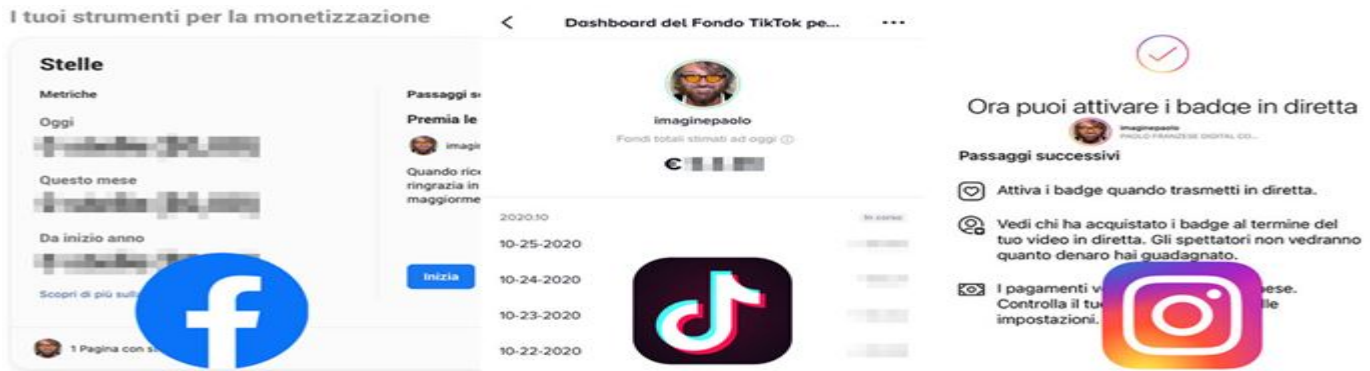 I tuoi strumenti per la monetizzazione
Stelle
Metriche
Oggi
Questo mese
Da inizio anno
Scopri di più
1 Pagina con
Passaggi
Premia le
Quando
ringrazia in
Inizia
Dashboard del Fondo TikTok pe...
imaginepaolo
Fondi totali stimati ad oggi
€
2020.10
In corso
10-25-2020
10-24-2020
10-23-2020
10-22-2020
Ora puoi attivare i badge in diretta
imaginepaolo
PAOLO FRANZESE DIGITAL CO...
Passaggi successivi
Attiva i badge quando trasmetti in diretta.
Vedi chi ha acquistato i badge al termine del
tuo video in diretta. Gli spettatori non vedranno
quanto denaro hai guadagnato.
I pagamenti
Controlla il
impostazioni.